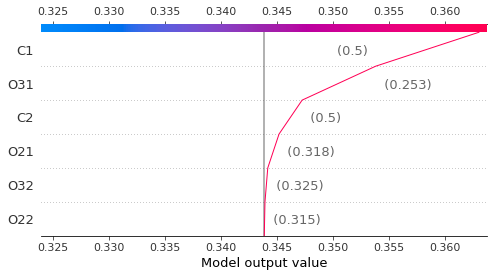 0.325 0.330 0.335 0.340 0.345 0.350 0.355 0.360
C1 (0.5)
O31 (0.253)
C2 (0.5)
O21 (0.318)
O32 (0.325)
O22 (0.315)
0.325 0.330 0.335 0.340 0.345 0.350 0.355 0.360
Model output value